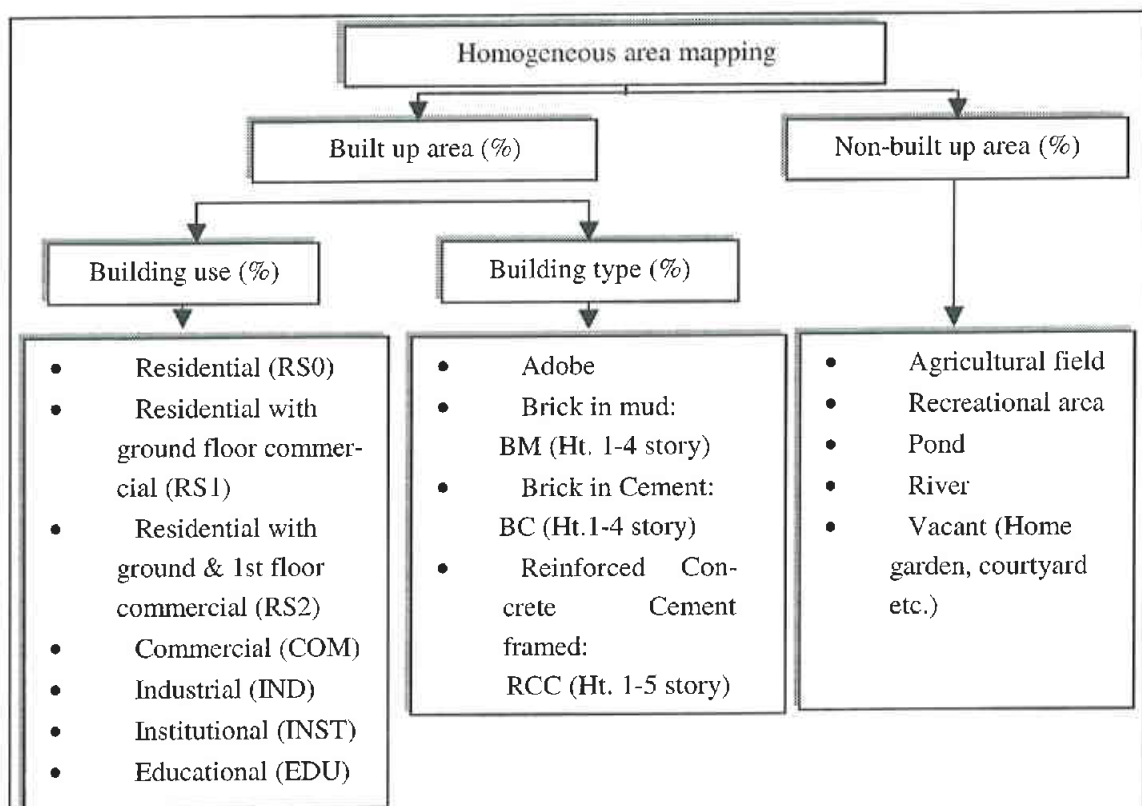 Homogeneous area mapping
Built up area (%)
Non-built up area (%)
Building use (%)
Building type (%)
• Residential (RS0)
• Residential with
ground floor commer-
cial (RS1)
• Residential with
ground & 1st floor
commercial (RS2)
• Commercial (COM)
• Industrial (IND)
• Institutional (INST)
• Educational (EDU)
• Adobe
• Brick in mud:
BM (Ht. 1-4 story)
• Brick in Cement:
BC (Ht.1-4 story)
• Reinforced Con-
crete Cement
framed:
RCC (Ht. 1-5 story)
• Agricultural field
• Recreational area
• Pond
• River
• Vacant (Home
garden, courtyard
etc.)